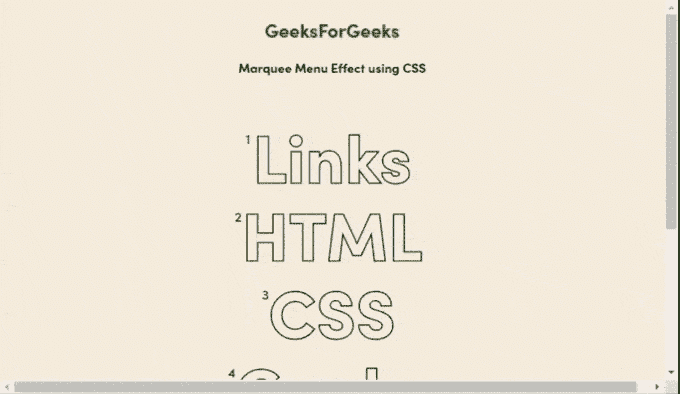 GeeksForGeeks
Marquee Menu Effect using CSS
1 Links
2 HTML
3 CSS
4